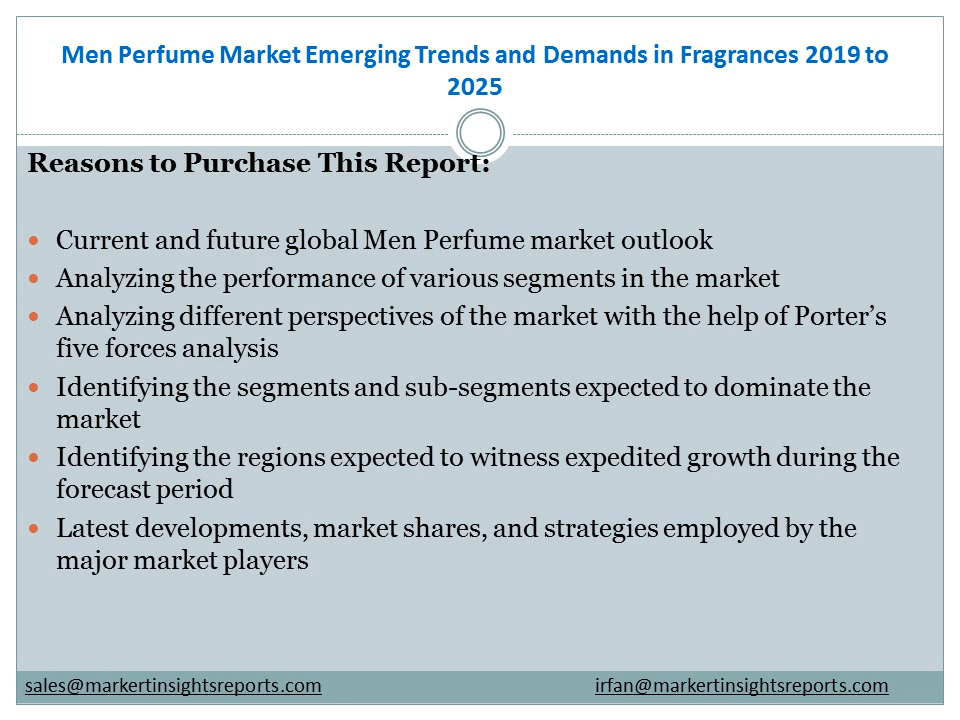 Men Perfume Market Emerging Trends and Demands in Fragrances 2019 to
2025
Reasons to Purchase This Report:
• Current and future global Men Perfume market outlook
• Analyzing the performance of various segments in the market
• Analyzing different perspectives of the market with the help of Porter’s
five forces analysis
• Identifying the segments and sub-segments expected to dominate the
market
• Identifying the regions expected to witness expedited growth during the
forecast period
• Latest developments, market shares, and strategies employed by the
major market players
sales@markertinsightsreports.com irfan@markertinsightsreports.com